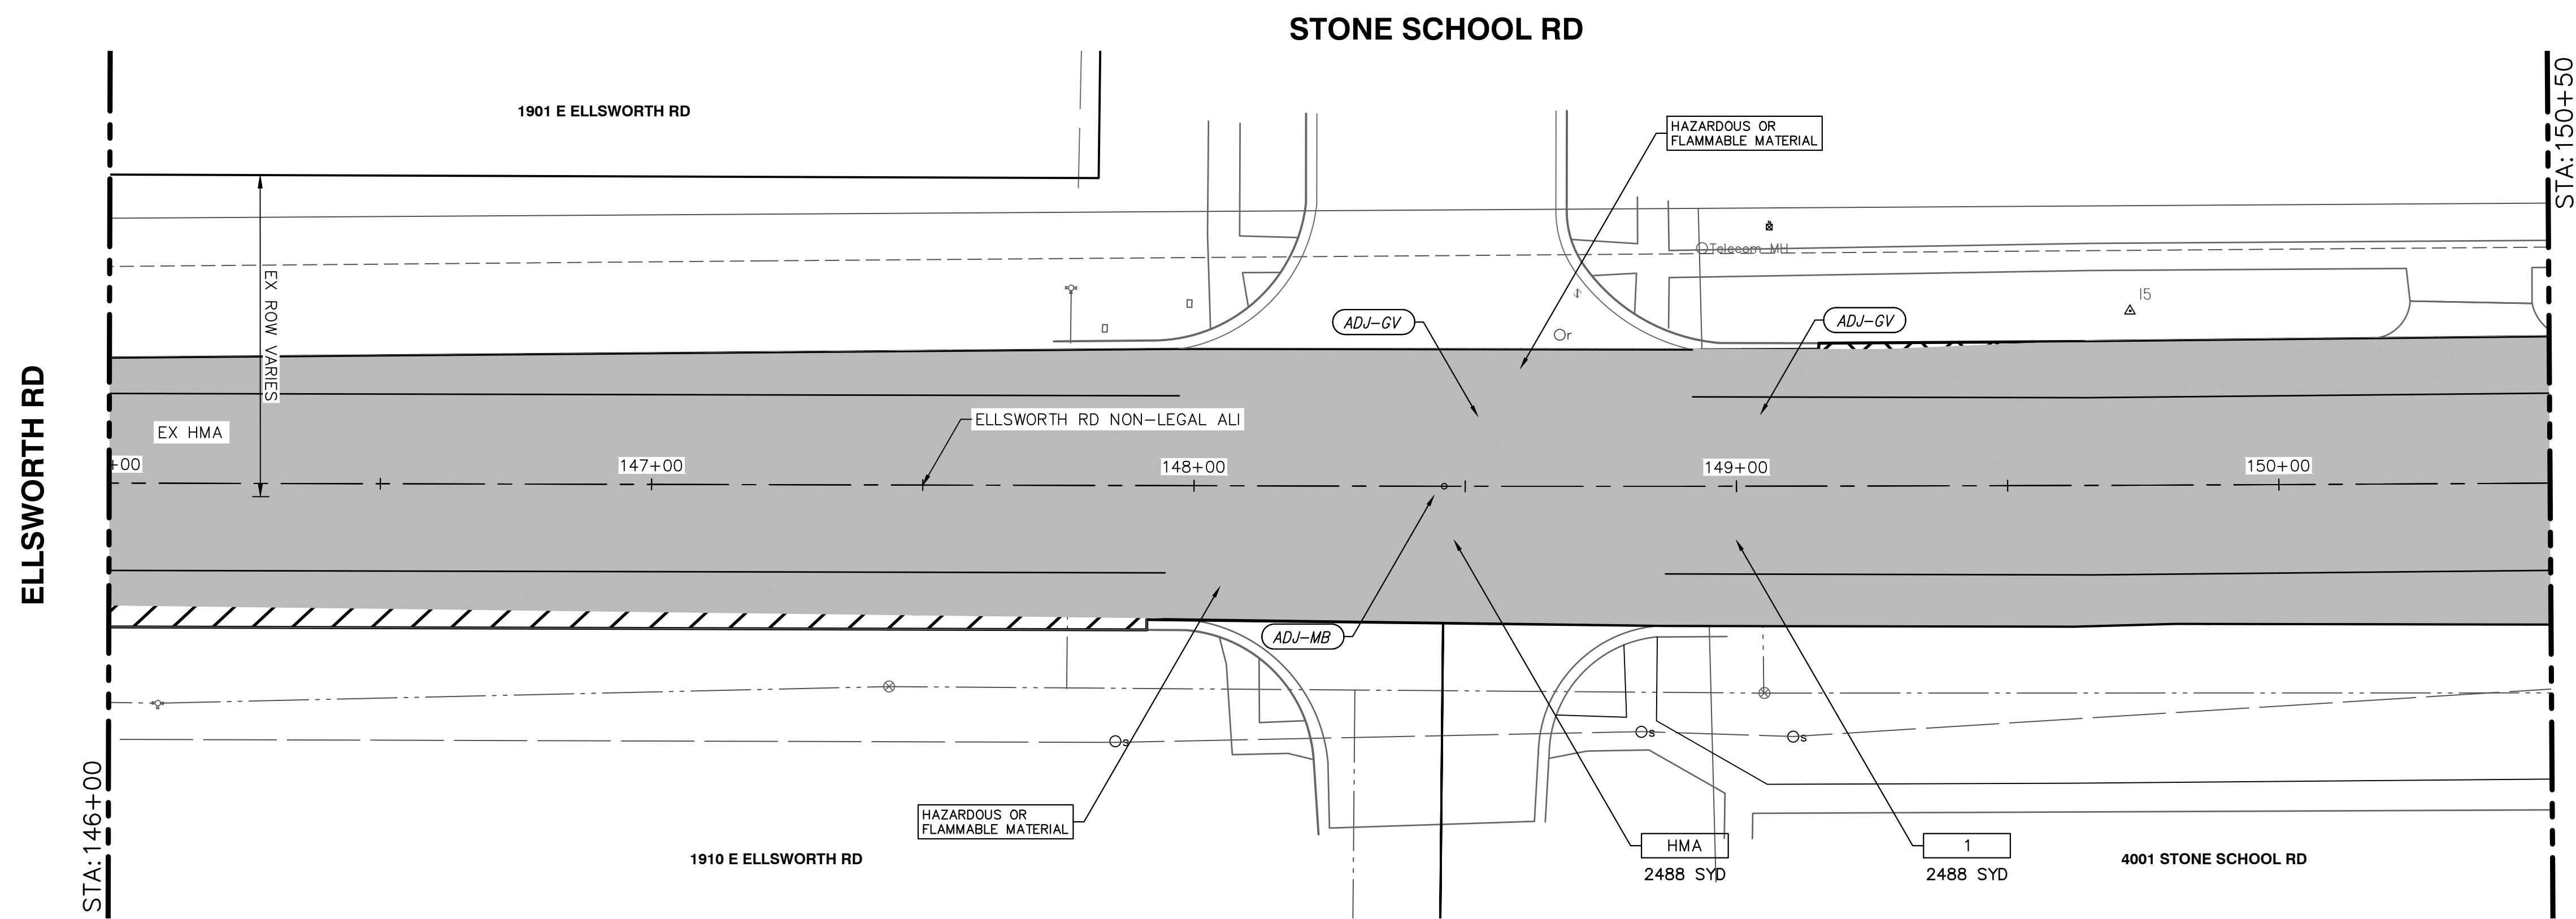 STONE SCHOOL RD
STA:150+50
1901 E ELLSWORTH RD
HAZARDOUS OR
FLAMMABLE MATERIAL
Telecom MH
15
EX ROW VARIES
ADJ-GV
ADJ-GV
r
ELLSWORTH RD
EX HMA
ELLSWORTH RD NON-LEGAL ALI
+00
147+00
148+00
149+00
150+00
ADJ-MB
s
s
s
STA:146+00
HAZARDOUS OR
FLAMMABLE MATERIAL
1910 E ELLSWORTH RD
HMA
2488 SYD
1
2488 SYD
4001 STONE SCHOOL RD